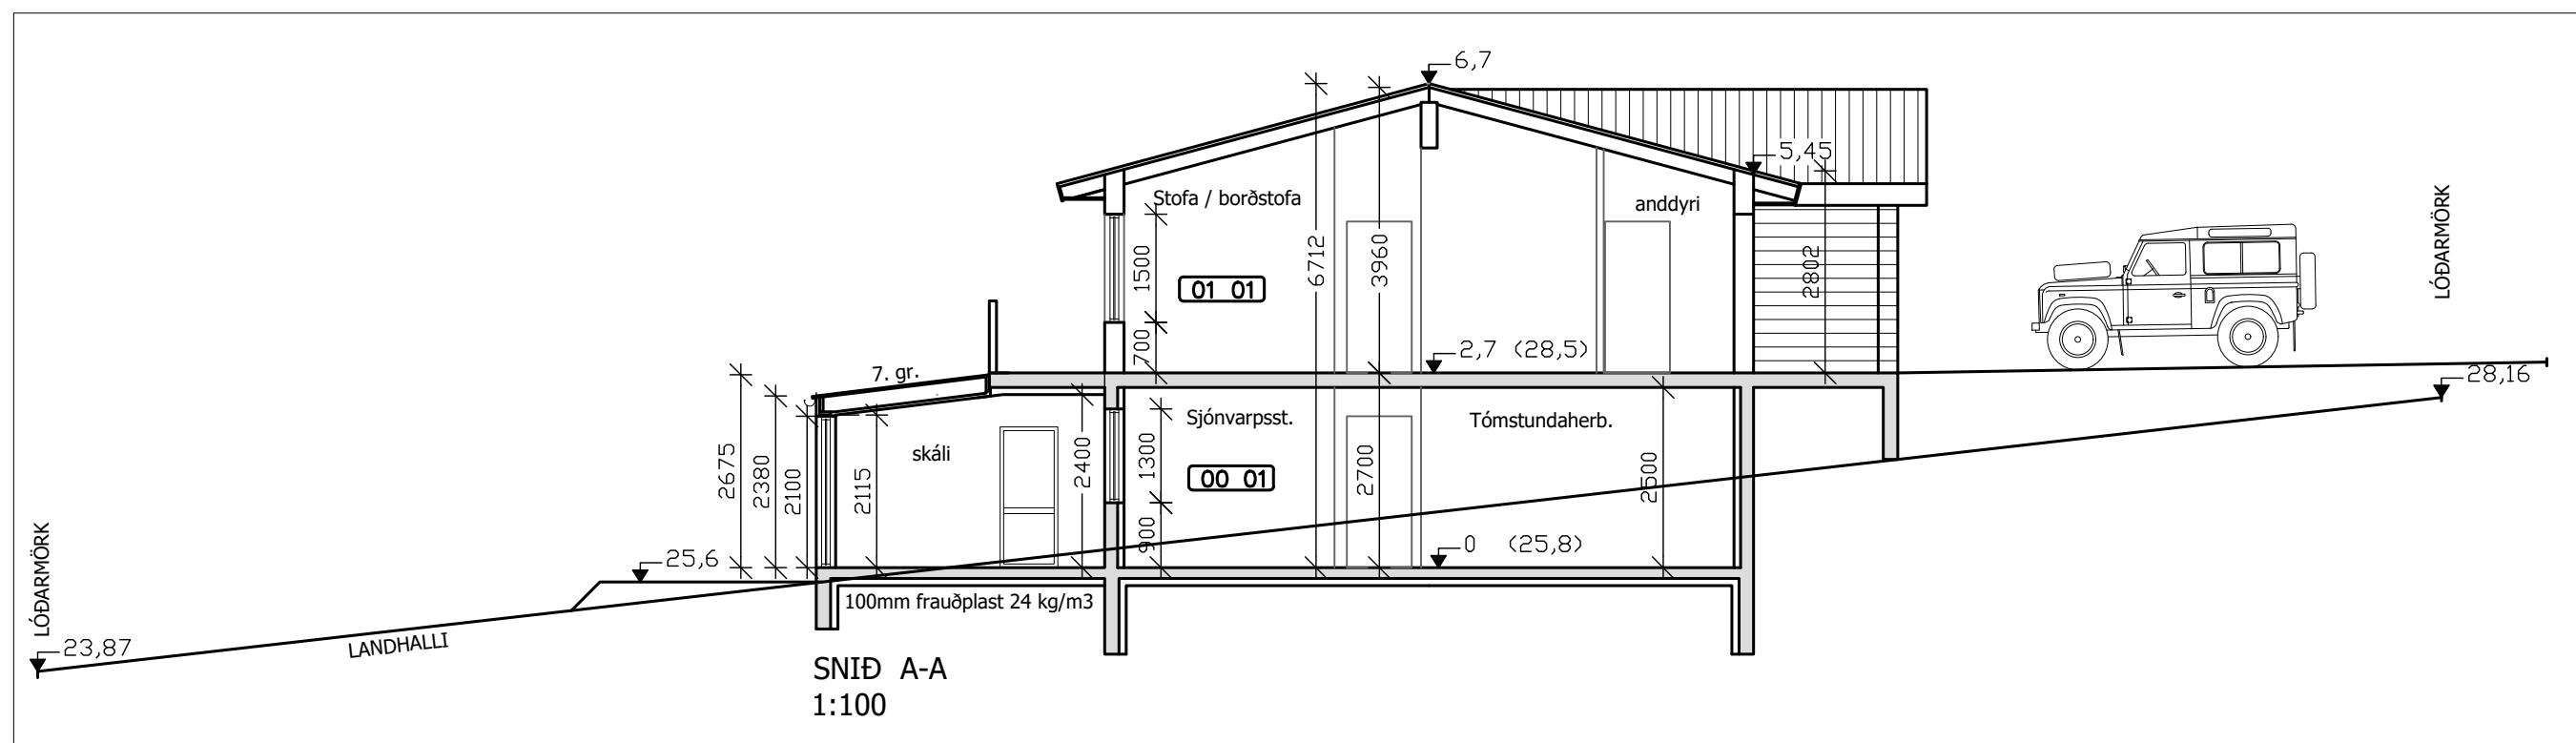 6,7
5,45
Stofa / borðstofa
anddyri
LÓÐARMÖRK
1500
6712
3960
2802
01 01
700
2,7 (28,5)
7. gr.
28,16
Sjónvarpsst.
Tómstundaherb.
skáli
2675
2380
2100
2115
2400
1300
2700
2500
00 01
900
0 (25,8)
25,6
LÓÐARMÖRK
100mm frauðplast 24 kg/m3
23,87
LANDHALLI
SNIÐ A-A
1:100